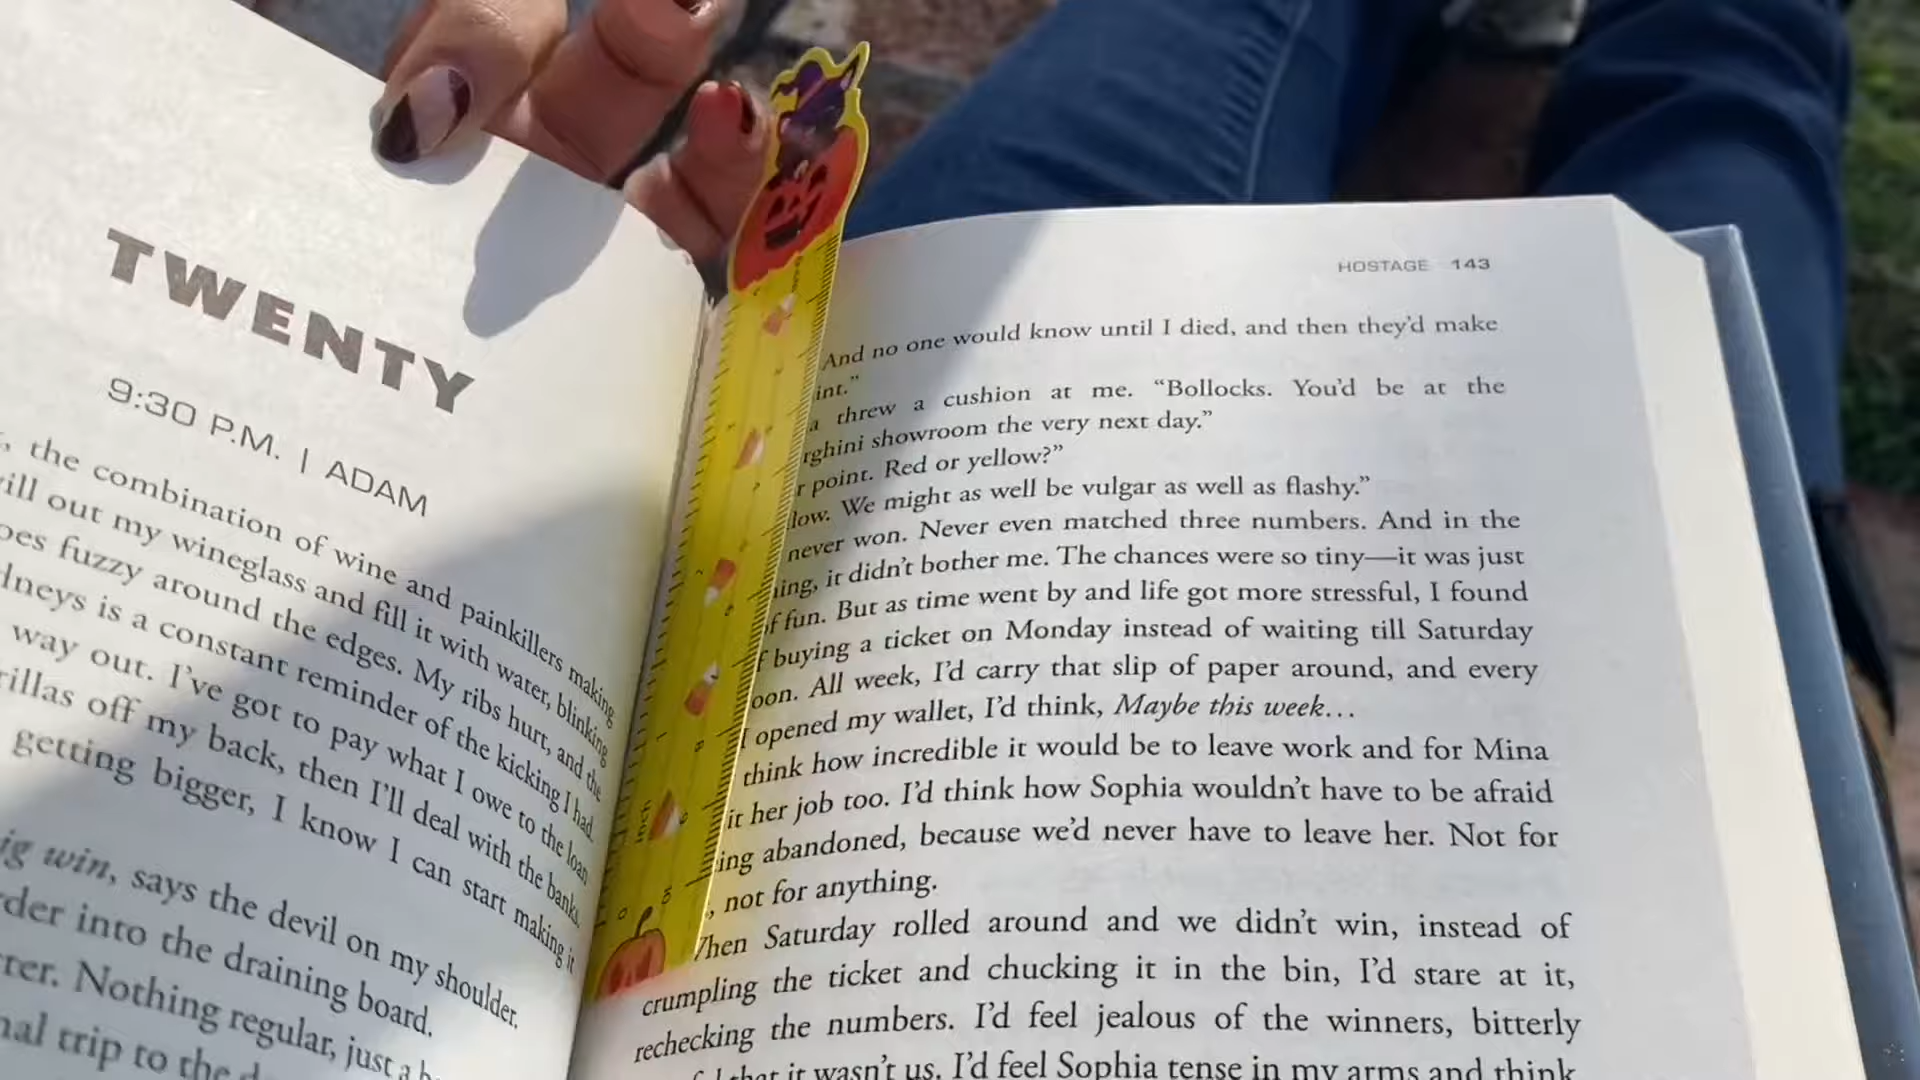 TWENTY
9:30 P.M. | ADAM
, the combination of wine and painkillers making
ill out my wineglass and fill it with water, blinking
oes fuzzy around the edges. My ribs hurt, and the
dneys is a constant reminder of the kicking I had.
way out. I've got to pay what I owe to the loan
rillas off my back, then I'll deal with the banks.
getting bigger, I know I can start making it
ig win, says the devil on my shoulder.
rder into the draining board.
ter. Nothing regular, just a
nal trip to the
inch
HOSTAGE 143
And no one would know until I died, and then they'd make
int."
a threw a cushion at me. "Bollocks. You'd be at the
rghini showroom the very next day."
r point. Red or yellow?"
low. We might as well be vulgar as well as flashy."
never won. Never even matched three numbers. And in the
ing, it didn't bother me. The chances were so tiny—it was just
f fun. But as time went by and life got more stressful, I found
f buying a ticket on Monday instead of waiting till Saturday
oon. All week, I'd carry that slip of paper around, and every
I opened my wallet, I'd think, Maybe this week…
think how incredible it would be to leave work and for Mina
it her job too. I'd think how Sophia wouldn't have to be afraid
ing abandoned, because we'd never have to leave her. Not for
, not for anything.
When Saturday rolled around and we didn't win, instead of
crumpling the ticket and chucking it in the bin, I'd stare at it,
rechecking the numbers. I'd feel jealous of the winners, bitterly
that it wasn't us. I'd feel Sophia tense in my arms and think